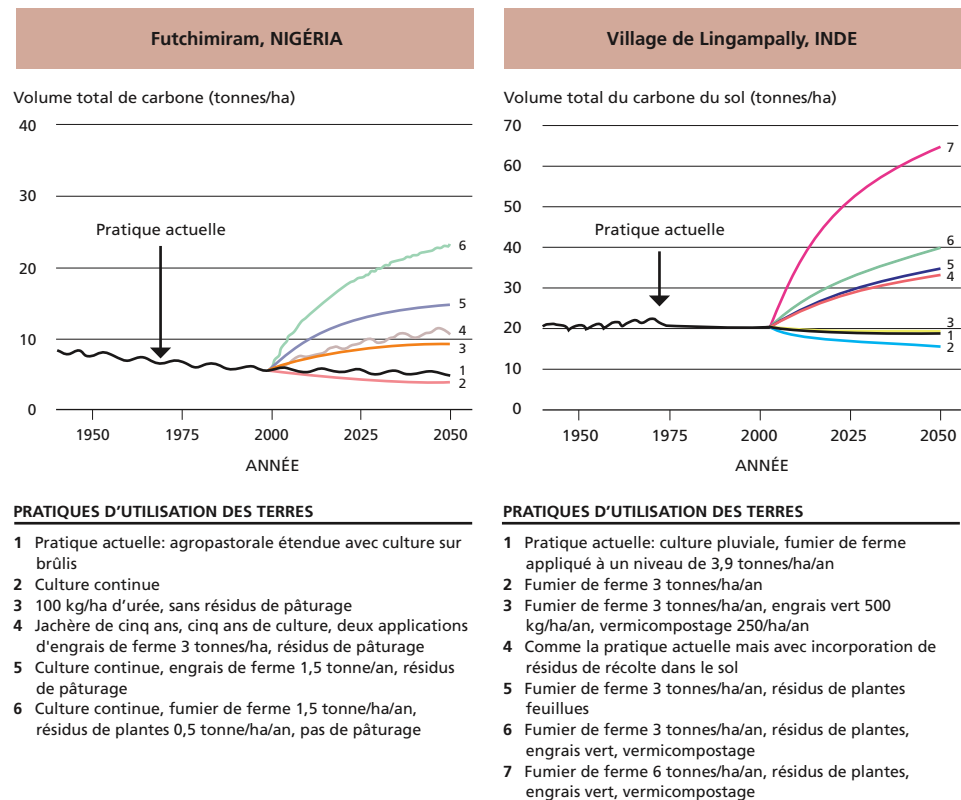 Futchimiram, NIGÉRIA
Volume total de carbone (tonnes/ha)
40
30
20
10
0
Pratique actuelle
6
5
4
3
1
2
1950
1975
2000
2025
2050
ANNÉE
PRATIQUES D'UTILISATION DES TERRES
1 Pratique actuelle: agropastorale étendue avec culture sur
brûlis
2 Culture continue
3 100 kg/ha d'urée, sans résidus de pâturage
4 Jachère de cinq ans, cinq ans de culture, deux applications
d'engrais de ferme 3 tonnes/ha, résidus de pâturage
5 Culture continue, engrais de ferme 1,5 tonne/an, résidus
de pâturage
6 Culture continue, fumier de ferme 1,5 tonne/ha/an,
résidus de plantes 0,5 tonne/ha/an, pas de pâturage
Village de Lingampally, INDE
Volume total du carbone du sol (tonnes/ha)
70
60
50
40
30
20
10
0
Pratique actuelle
7
6
5
4
3
1
2
1950
1975
2000
2025
2050
ANNÉE
PRATIQUES D'UTILISATION DES TERRES
1 Pratique actuelle: culture pluviale, fumier de ferme
appliqué à un niveau de 3,9 tonnes/ha/an
2 Fumier de ferme 3 tonnes/ha/an
3 Fumier de ferme 3 tonnes/ha/an, engrais vert 500
kg/ha/an, vermicompostage 250/ha/an
4 Comme la pratique actuelle mais avec incorporation de
résidus de récolte dans le sol
5 Fumier de ferme 3 tonnes/ha/an, résidus de plantes
feuillues
6 Fumier de ferme 3 tonnes/ha/an, résidus de plantes,
engrais vert, vermicompostage
7 Fumier de ferme 6 tonnes/ha/an, résidus de plantes,
engrais vert, vermicompostage